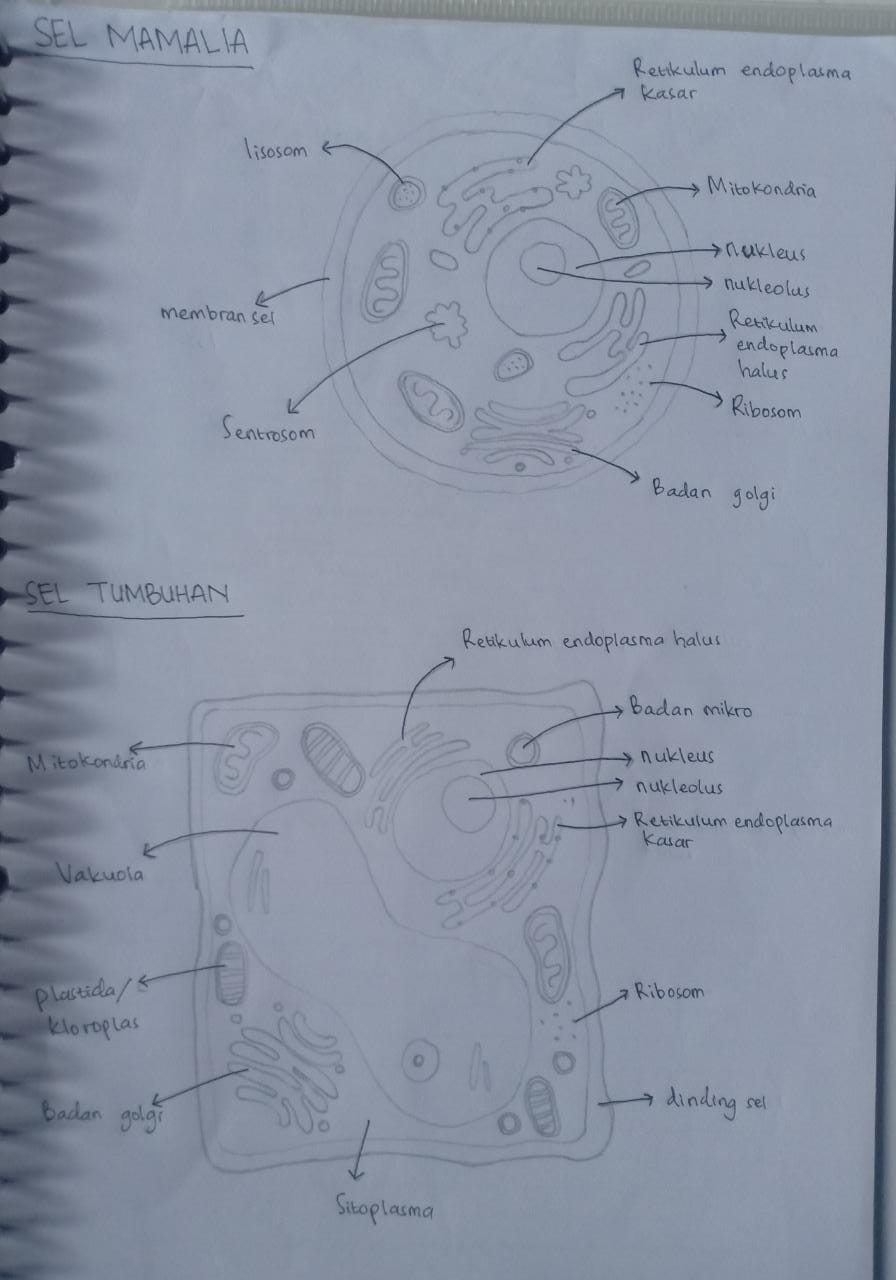 SEL MAMALIA
Retikulum endoplasma
kasar
lisosom
Mitokondria
nukleus
nukleolus
membran sel
Retikulum
endoplasma
halus
Ribosom
Sentrosom
Badan golgi
SEL TUMBUHAN
Retikulum endoplasma halus
Badan mikro
nukleus
Mitokondria
nukleolus
Retikulum endoplasma
kasar
Vakuola
plastida/
kloroplas
Ribosom
Badan golgi
dinding sel
Sitoplasma